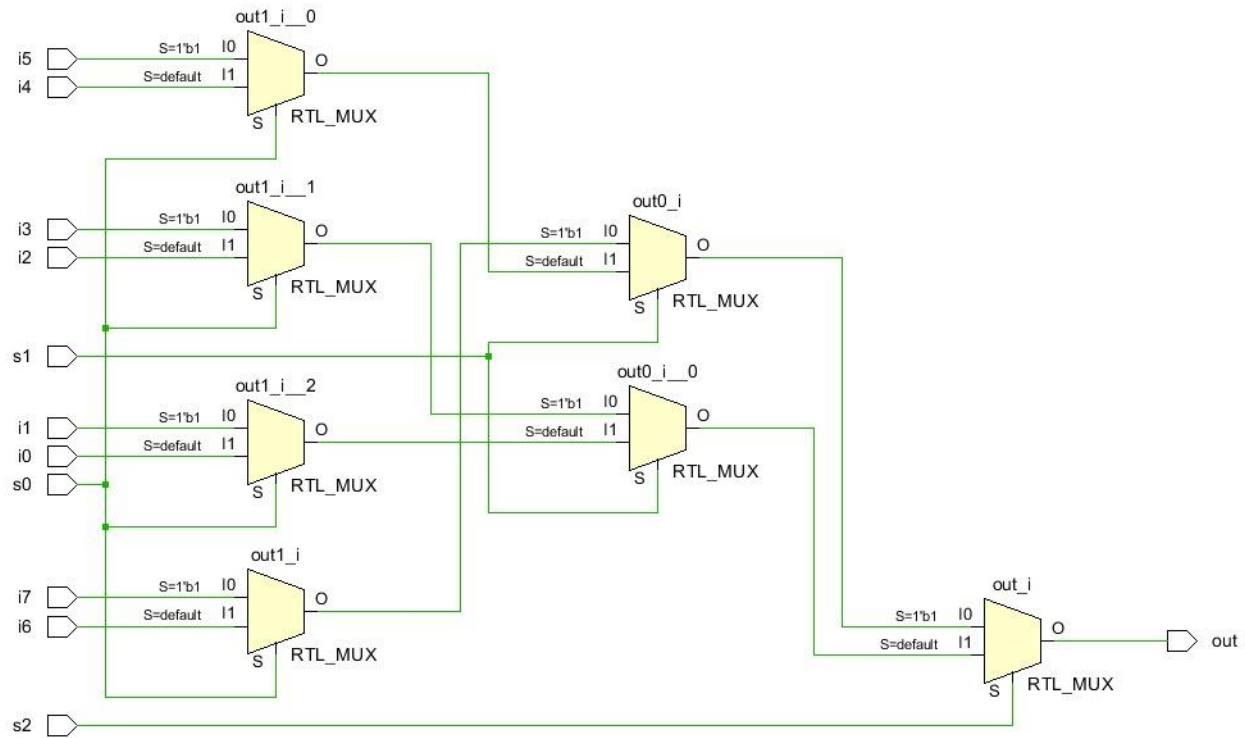 out1_i__0
i5
S=1'b1
I0
i4
S=default
I1
O
S
RTL_MUX
out1_i__1
i3
S=1'b1
I0
i2
S=default
I1
O
S
RTL_MUX
out0_i
S=1'b1
I0
S=default
I1
O
S
RTL_MUX
s1
out1_i__2
i1
S=1'b1
I0
i0
S=default
I1
O
s0
S
RTL_MUX
out0_i__0
S=1'b1
I0
S=default
I1
O
S
RTL_MUX
out1_i
i7
S=1'b1
I0
i6
S=default
I1
O
S
RTL_MUX
out_i
S=1'b1
I0
S=default
I1
O
out
S
RTL_MUX
s2